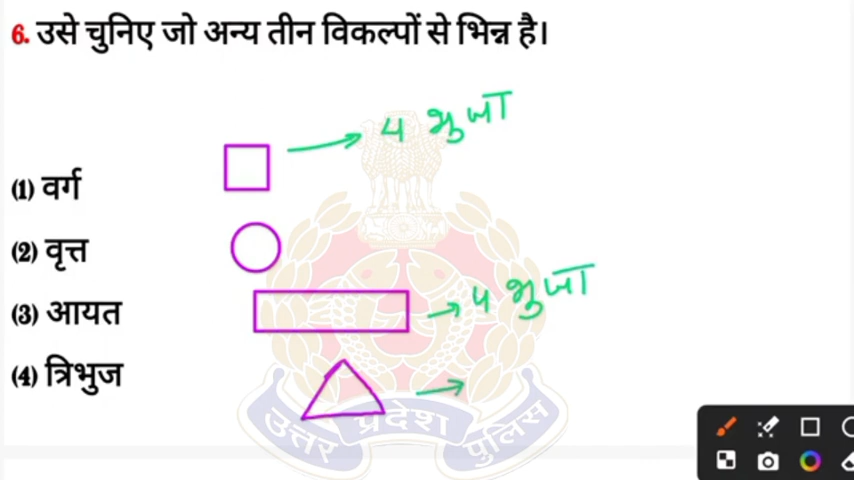 6. उसे चुनिए जो अन्य तीन विकल्पों से भिन्न है।
→ 4 भुजा
(1) वर्ग
(2) वृत्त
(3) आयत → 4 भुजा
(4) त्रिभुज →
उत्तर प्रदेश पुलिस